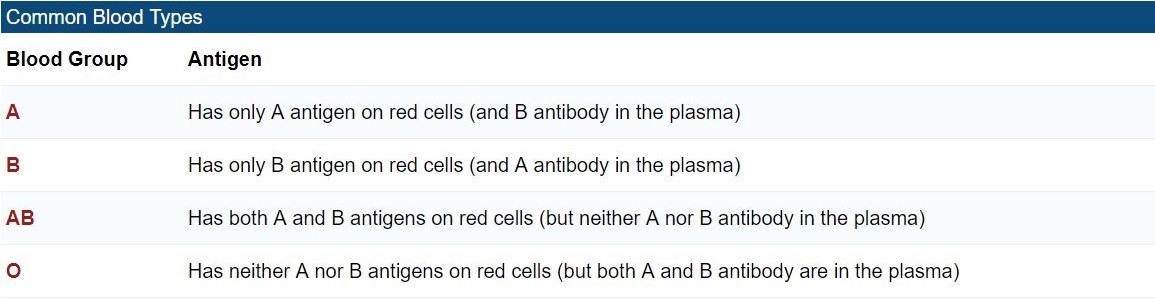 Common Blood Types
Blood Group Antigen
A Has only A antigen on red cells (and B antibody in the plasma)
B Has only B antigen on red cells (and A antibody in the plasma)
AB Has both A and B antigens on red cells (but neither A nor B antibody in the plasma)
O Has neither A nor B antigens on red cells (but both A and B antibody are in the plasma)